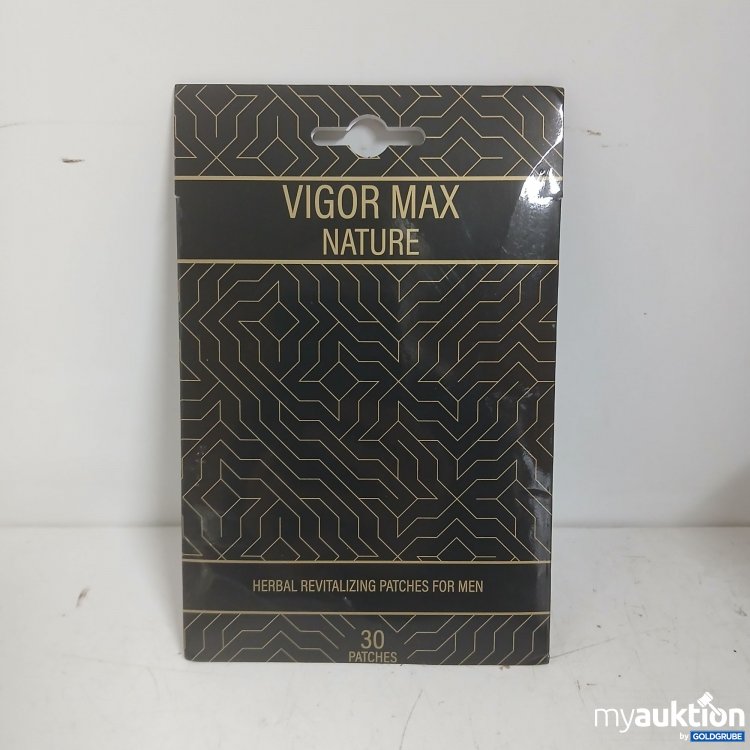 VIGOR MAX
NATURE
HERBAL REVITALIZING PATCHES FOR MEN
30
PATCHES
myauktion
by GOLDGRUBE